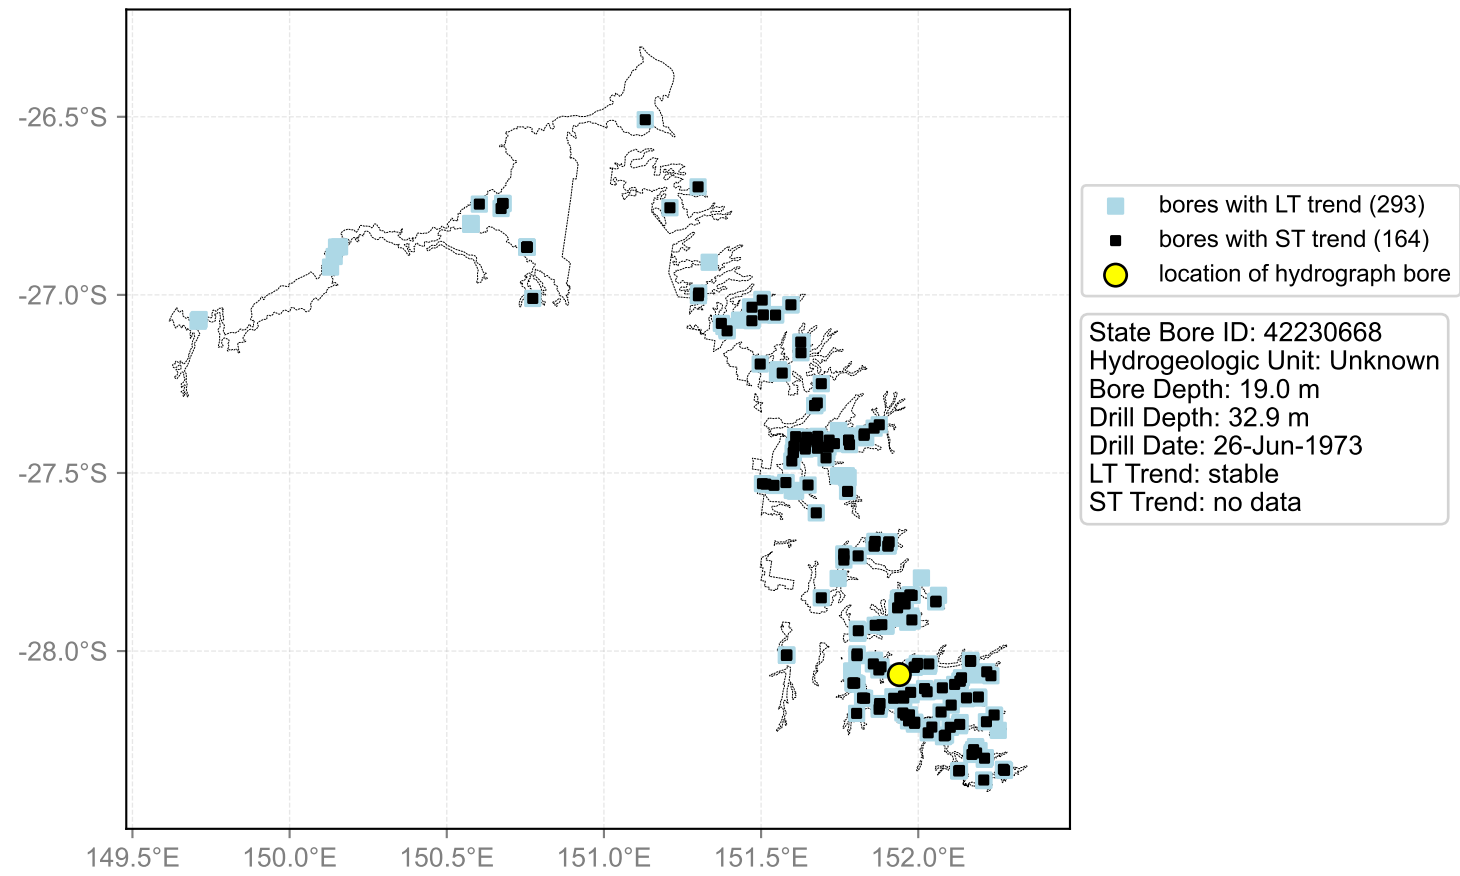 -26.5°S
-27.0°S
-27.5°S
-28.0°S
149.5°E 150.0°E 150.5°E 151.0°E 151.5°E 152.0°E
bores with LT trend (293)
bores with ST trend (164)
location of hydrograph bore
State Bore ID: 42230668
Hydrogeologic Unit: Unknown
Bore Depth: 19.0 m
Drill Depth: 32.9 m
Drill Date: 26-Jun-1973
LT Trend: stable
ST Trend: no data